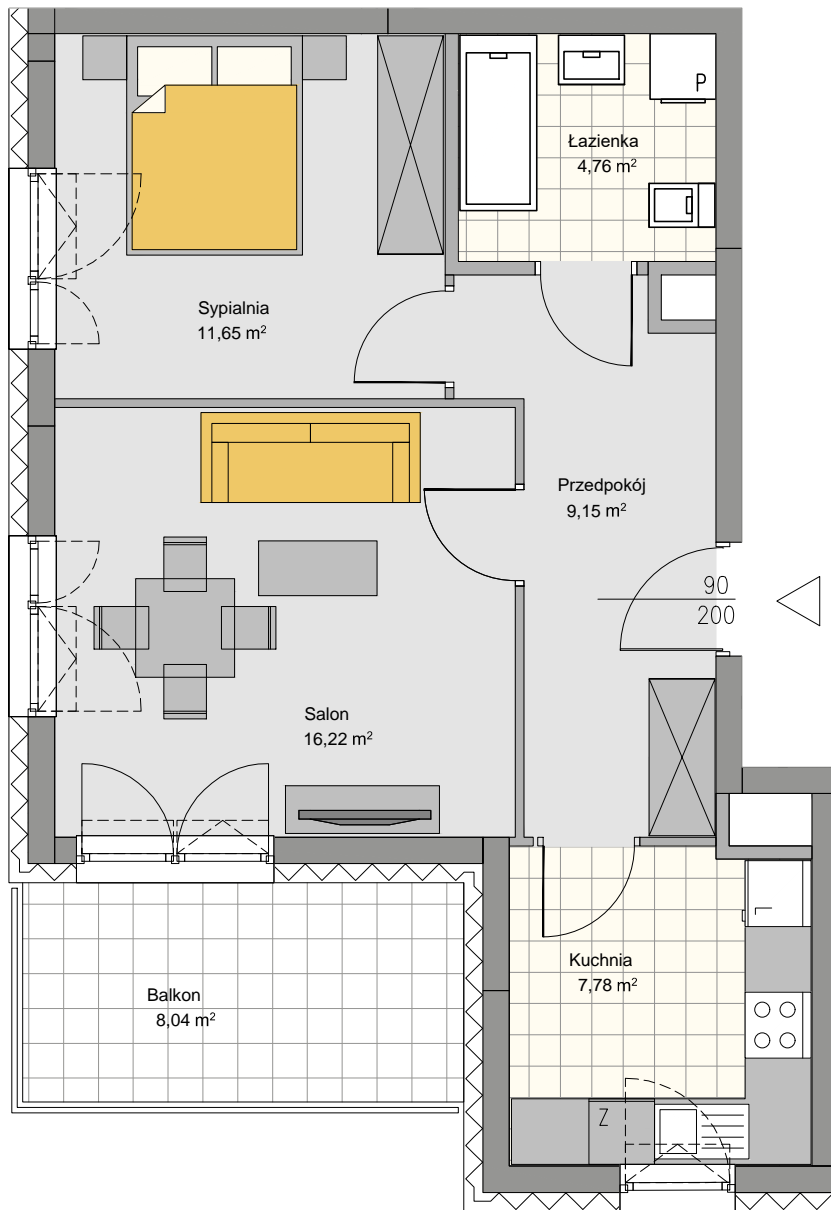 P
Łazienka
4,76 m²
Sypialnia
11,65 m²
Przedpokój
9,15 m²
90
200
Salon
16,22 m²
L
Kuchnia
7,78 m²
Balkon
8,04 m²
Z